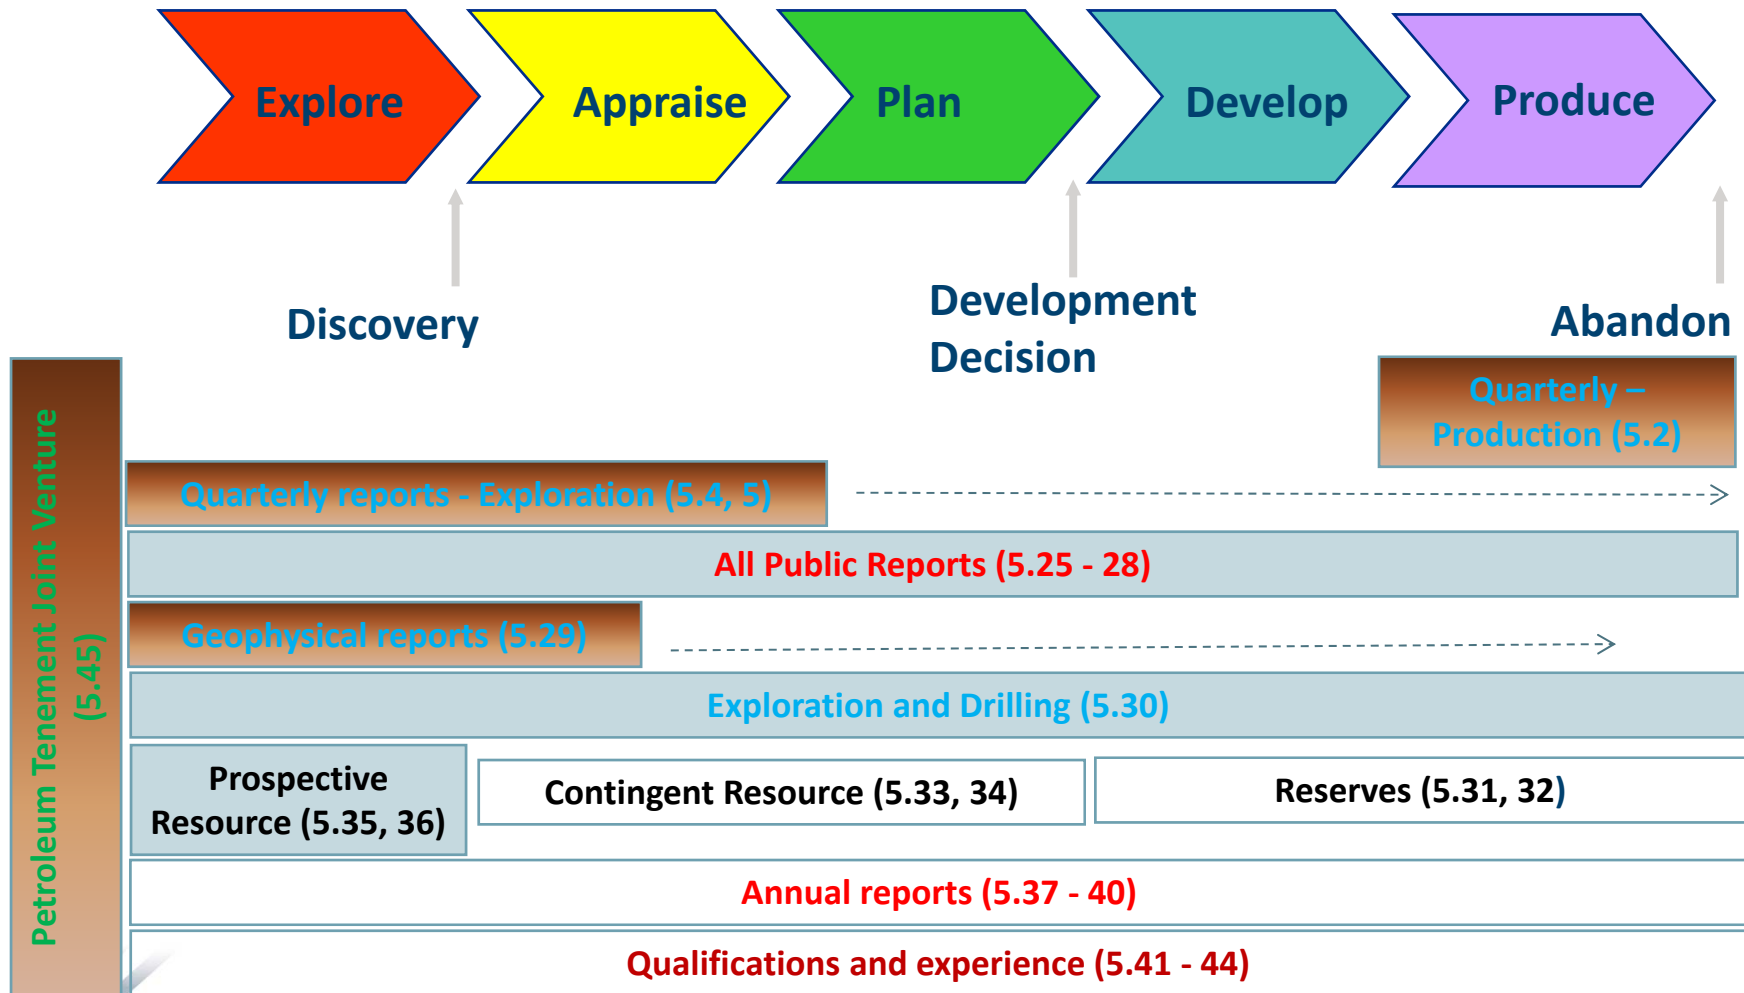 Explore
Appraise
Plan
Develop
Produce
Discovery
Development
Decision
Abandon
Petroleum Tenement Joint Venture
(5.45)
Quarterly –
Production (5.2)
Quarterly reports - Exploration (5.4, 5)
All Public Reports (5.25 - 28)
Geophysical reports (5.29)
Exploration and Drilling (5.30)
Prospective
Resource (5.35, 36)
Contingent Resource (5.33, 34)
Reserves (5.31, 32)
Annual reports (5.37 - 40)
Qualifications and experience (5.41 - 44)